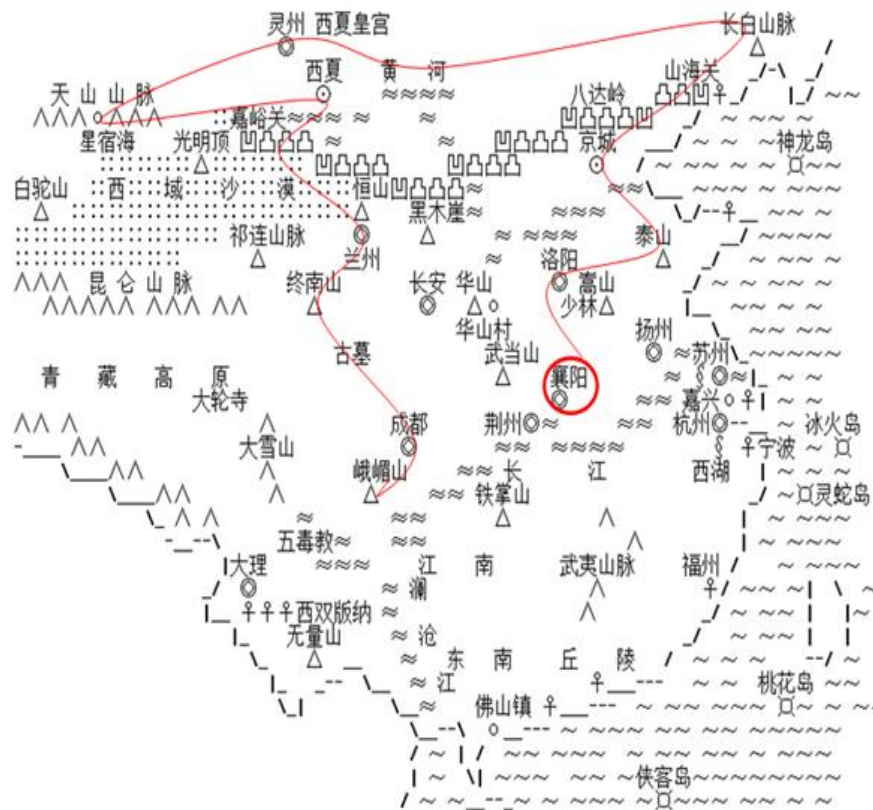 灵州 西夏皇宫 长白山脉
西夏 黄 河 山海关
天 山 山 脉 八达岭
嘉峪关
星宿海 光明顶 京城 神龙岛
白驼山 西 域 沙 漠 恒山
黑木崖
祁连山脉 兰州 泰山
洛阳
昆 仑 山 脉 终南山 长安 华山 嵩山
少林
华山村 扬州
古墓 武当山 苏州
青 藏 高 原 襄阳
大轮寺 嘉兴
成都 荆州 杭州 冰火岛
大雪山 宁波
峨嵋山 长 江 西湖
铁掌山 灵蛇岛
五毒教
大理 江 南 武夷山脉 福州
澜
西双版纳
无量山 沧
东 南 丘 陵
江 桃花岛
佛山镇
侠客岛